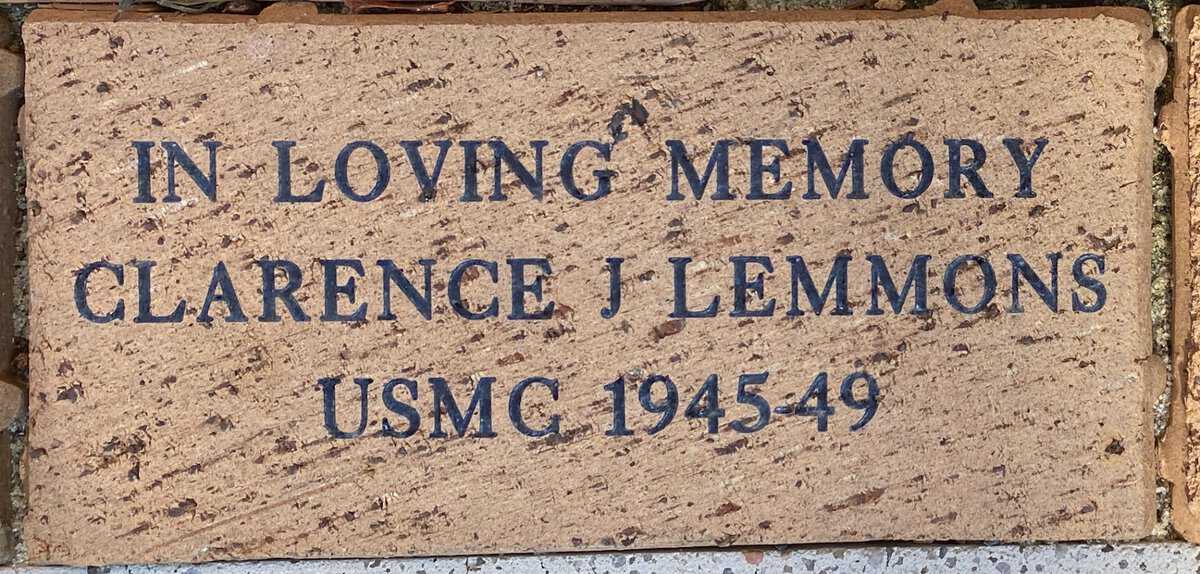 IN LOVING MEMORY
CLARENCE J LEMMONS
USMC 1945-49